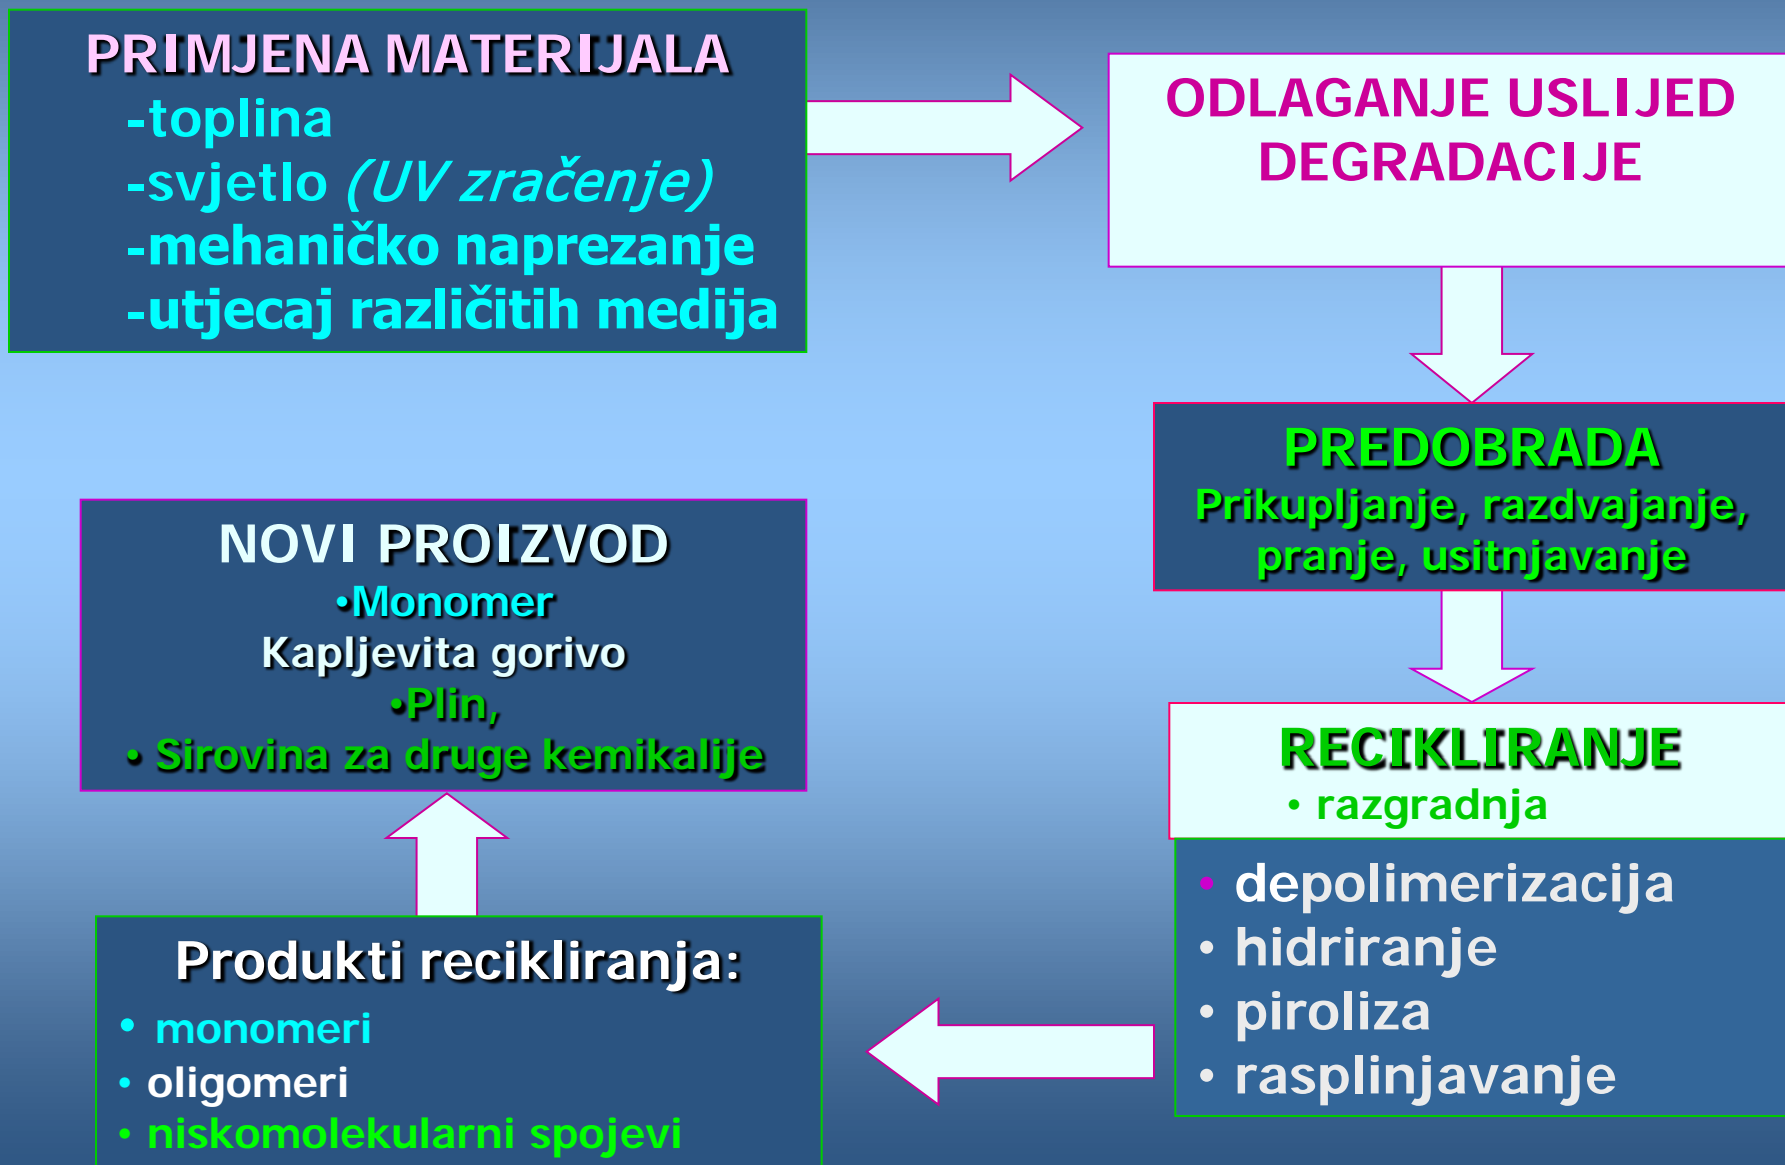 PRIMJENA MATERIJALA
-toplina
-svjetlo (UV zračenje)
-mehaničko naprezanje
-utjecaj različitih medija
ODLAGANJE USLIJED
DEGRADACIJE
PREDOBRADA
Prikupljanje, razdvajanje,
pranje, usitnjavanje
RECIKLIRANJE
• razgradnja
• depolimerizacija
• hidriranje
• piroliza
• rasplinjavanje
Produkti recikliranja:
• monomeri
• oligomeri
• niskomolekularni spojevi
NOVI PROIZVOD
•Monomer
Kapljevita gorivo
•Plin,
• Sirovina za druge kemikalije